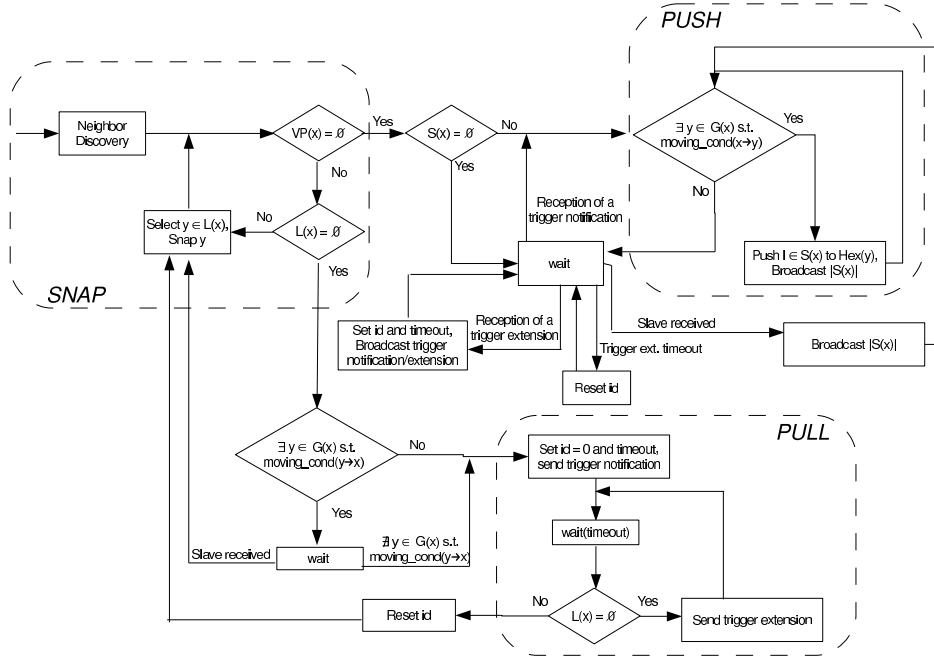 PUSH
Neighbor
Discovery
VP(x) = ∅
Yes
S(x) = ∅
No
∃ y ∈ G(x) s.t.
moving_cond(x→y)
Yes
No
Yes
No
Select y ∈ L(x),
Snap y
No
L(x) = ∅
Reception of a
trigger notification
No
Yes
wait
Push l ∈ S(x) to Hex(y),
Broadcast |S(x)|
SNAP
Set id and timeout,
Broadcast trigger
notification/extension
Reception of a
trigger extension
Slave received
Trigger ext. timeout
Broadcast |S(x)|
Reset id
PULL
∃ y ∈ G(x) s.t.
moving_cond(y→x)
No
Set id = 0 and timeout,
send trigger notification
Yes
wait(timeout)
Slave received
wait
∄ y ∈ G(x) s.t.
moving_cond(y→x)
Reset id
No
L(x) = ∅
Yes
Send trigger extension